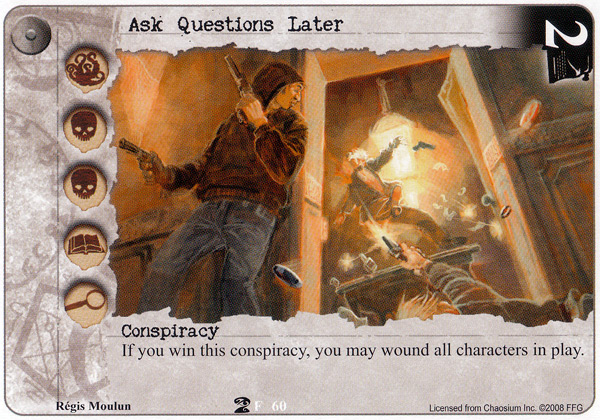 Ask Questions Later
2
Conspiracy
If you win this conspiracy, you may wound all characters in play.
Régis Moulun
F 60
Licensed from Chaosium Inc. ©2008 FFG